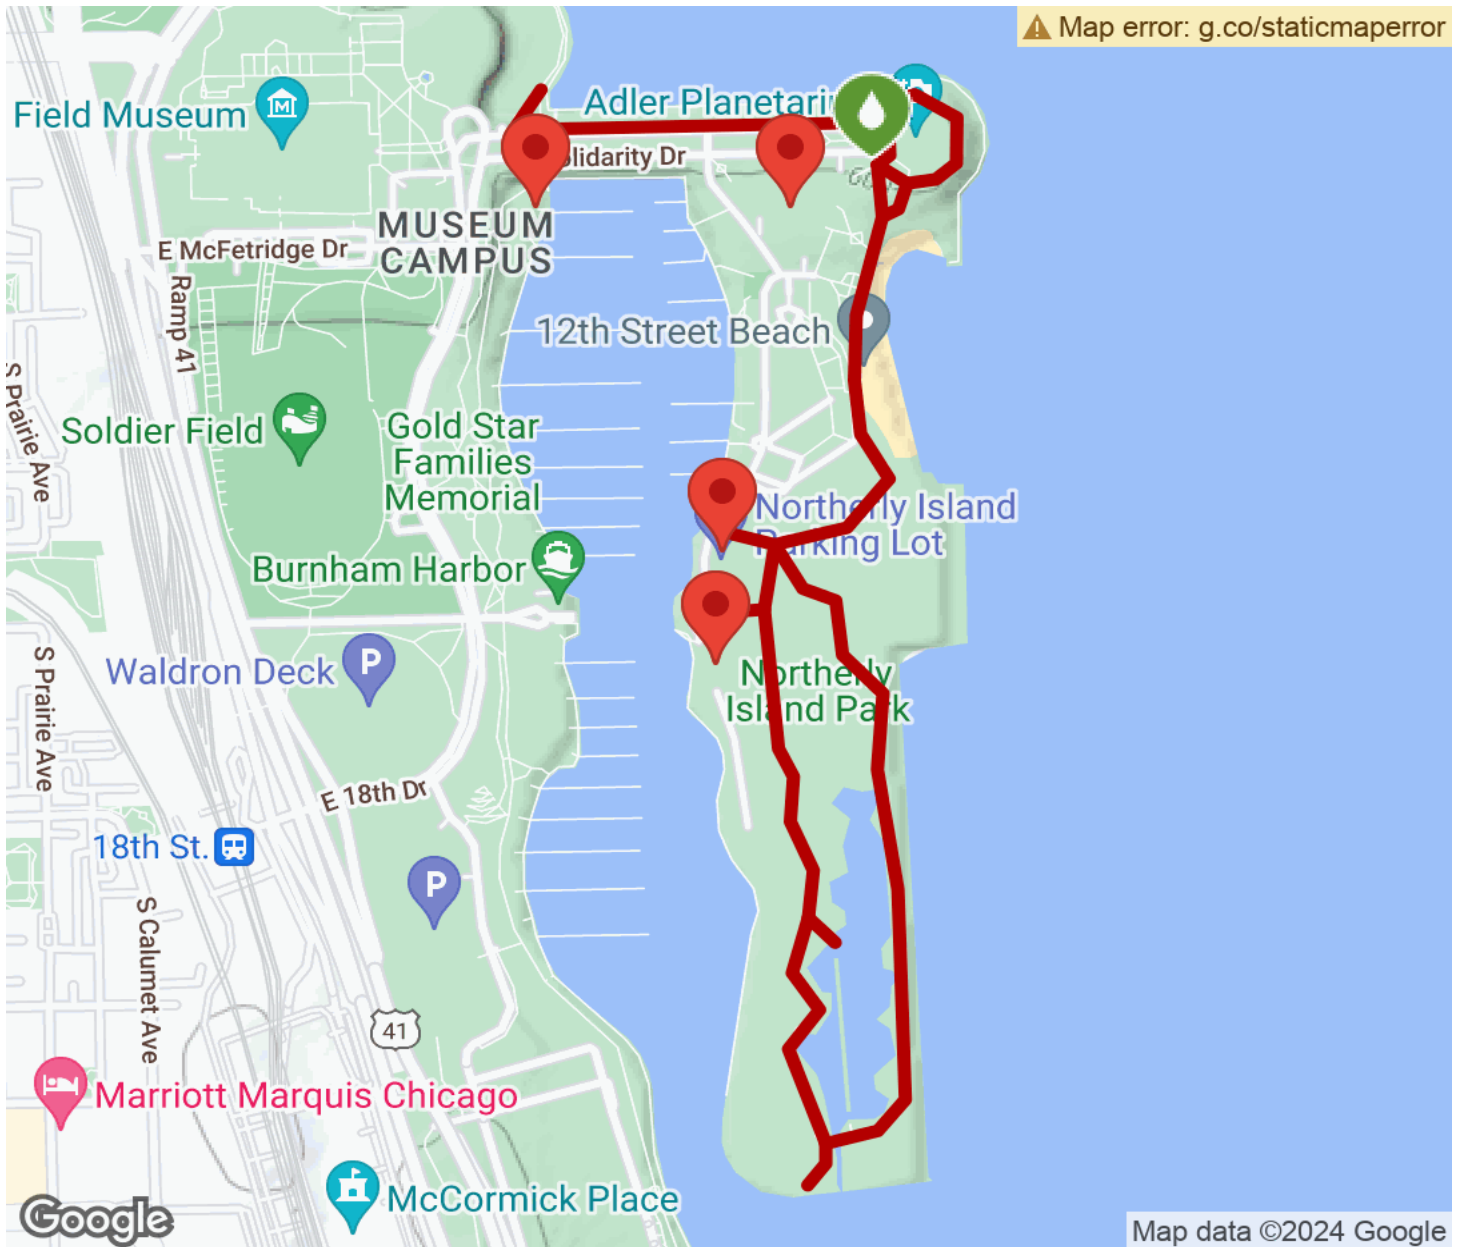 Map error: g.co/staticmaperror
Field Museum
Adler Planetari
olidarity Dr
MUSEUM
CAMPUS
E McFetridge Dr
Ramp 41
12th Street Beach
S Prairie Ave
Soldier Field
Gold Star
Families
Memorial
Northerly Island
Parking Lot
Burnham Harbor
S Prairie Ave
Waldron Deck
P
Northerly
Island Park
E 18th Dr
18th St.
P
S Calumet Ave
41
Marriott Marquis Chicago
McCormick Place
Google
Map data ©2024 Google